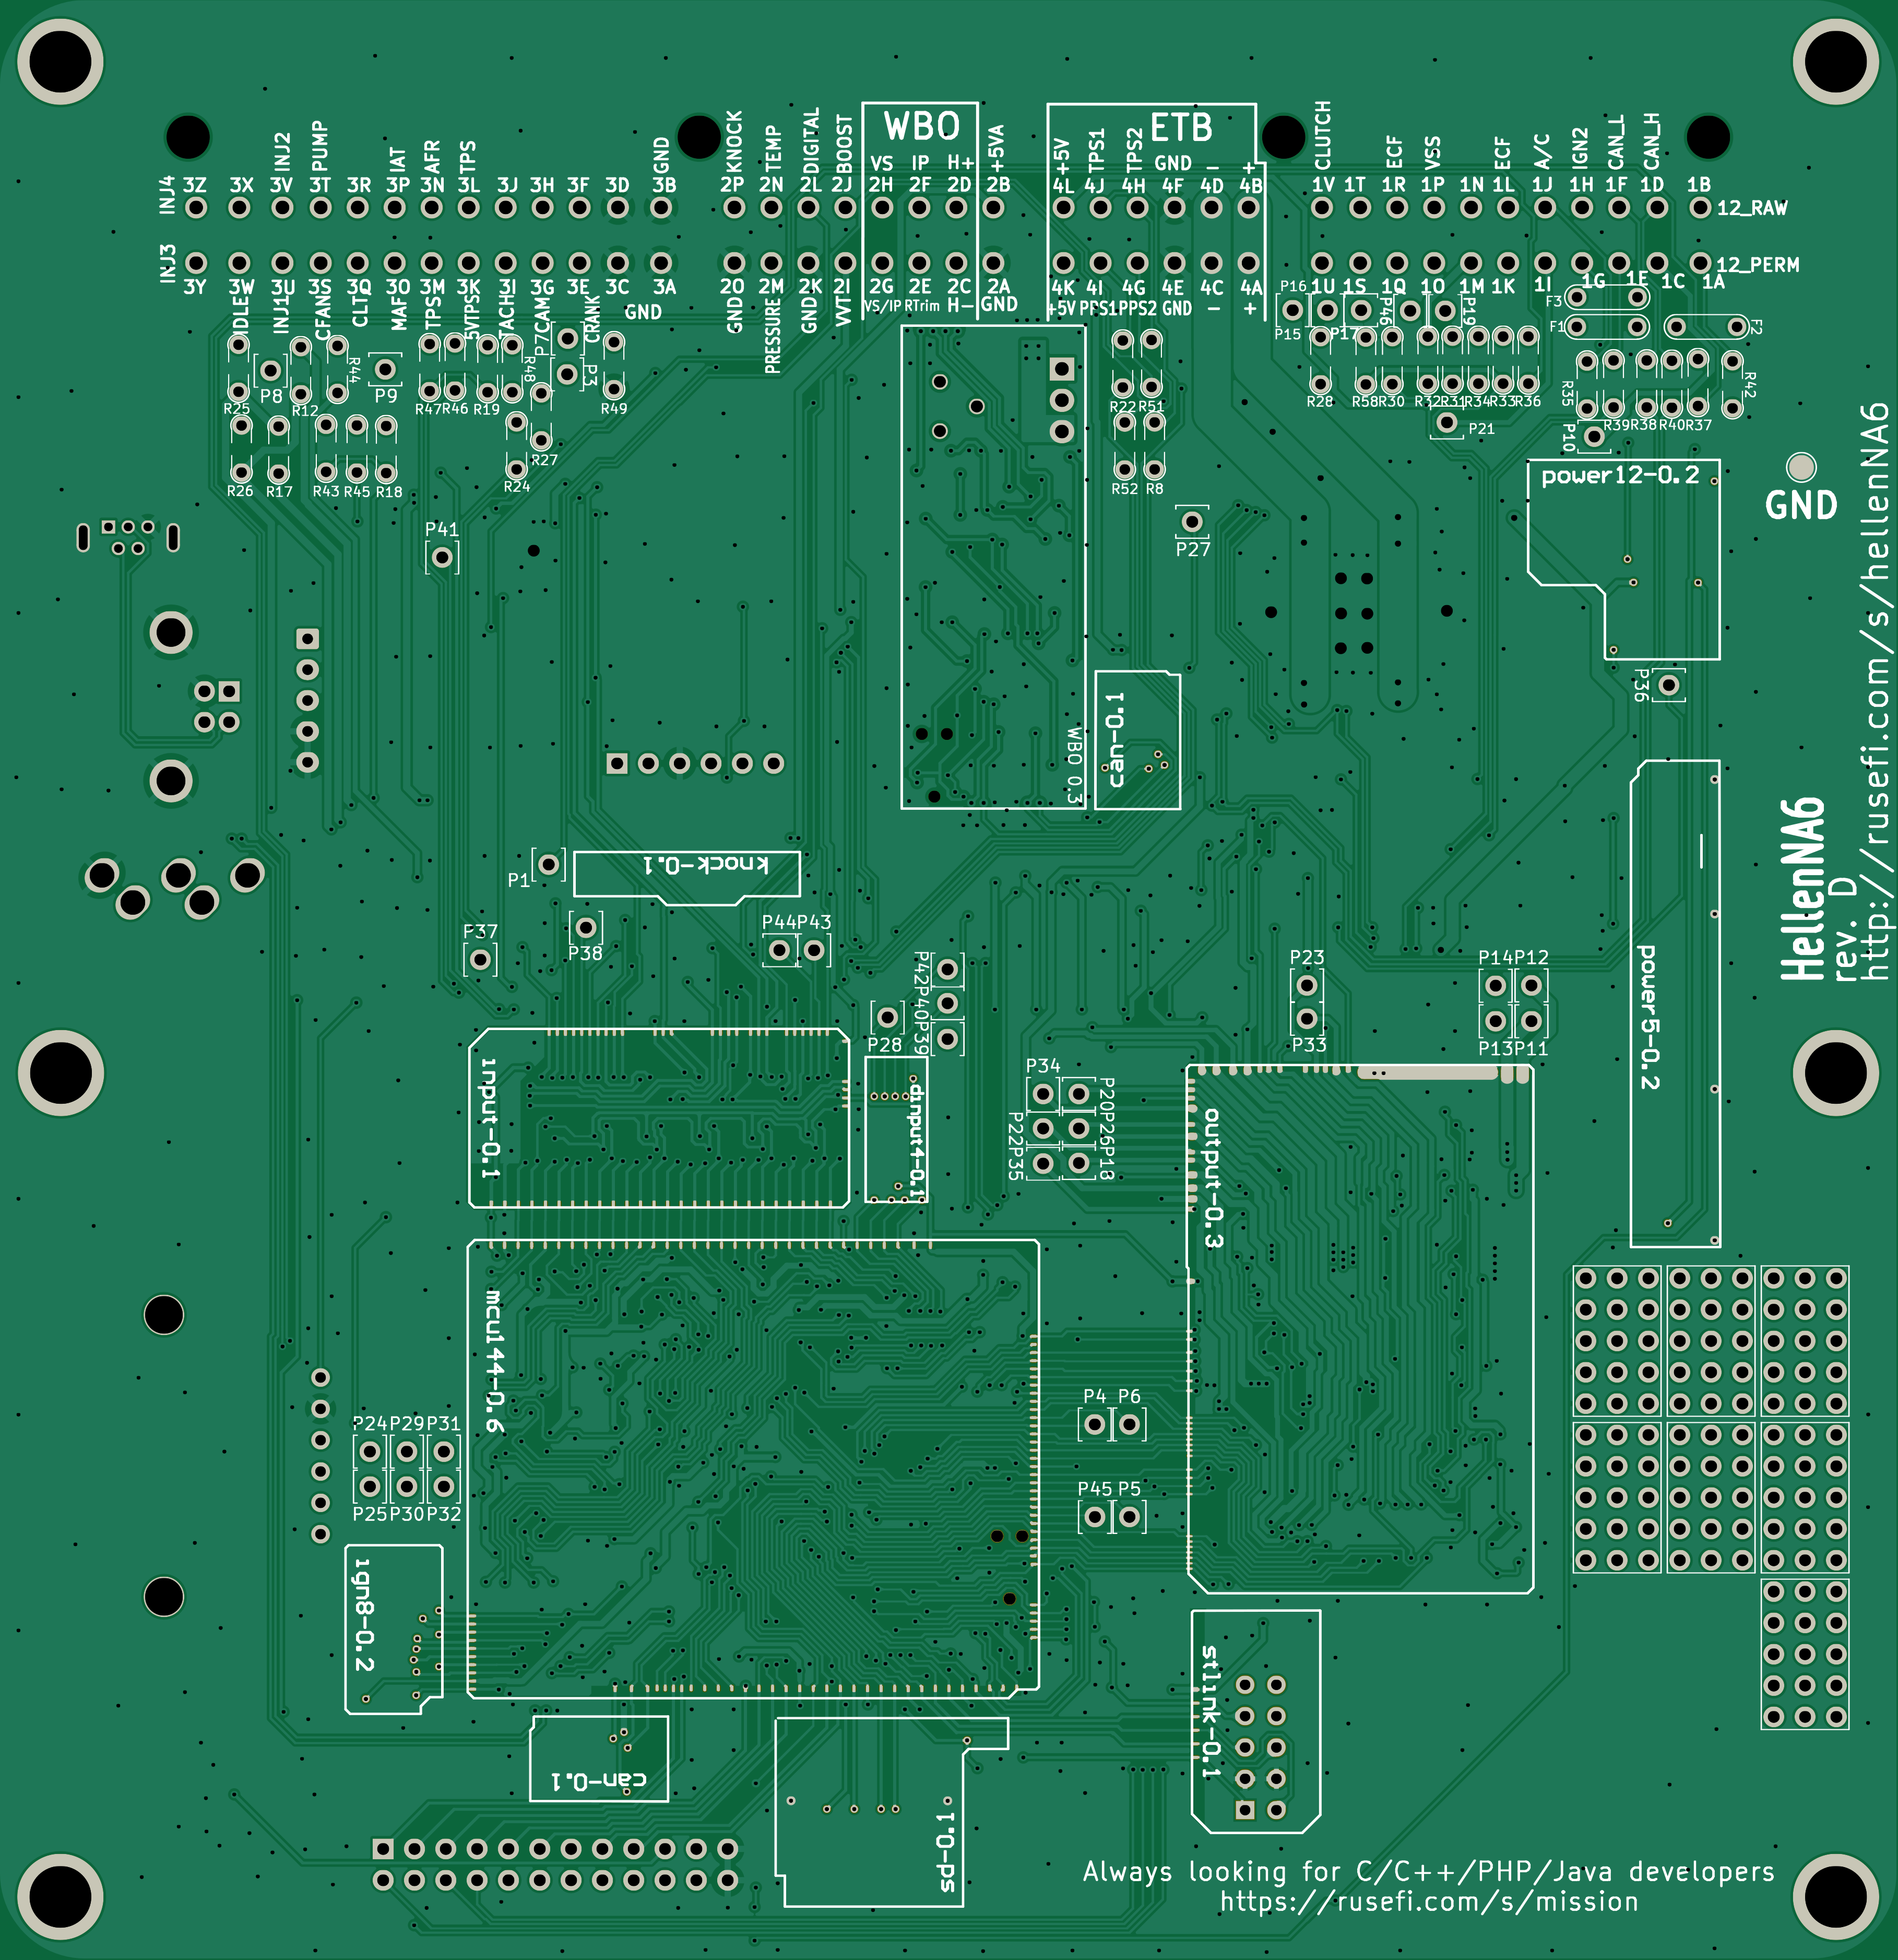 WBO
ETB
INJ4
INJ2
PUMP
IAT
AFR
TPS
GND
KNOCK
TEMP
DIGITAL
BOOST
VS IP H+
+5VA
+5V
TPS1
TPS2
GND - +
CLUTCH
ECF
VSS
ECF
A/C
IGN2
CAN_L
CAN_H
3Z 3X 3V 3T 3R 3P 3N 3L 3J 3H 3F 3D 3B 2P 2N 2L 2J 2H 2F 2D 2B 4L 4J 4H 4F 4D 4B 1V 1T 1R 1P 1N 1L 1J 1H 1F 1D 1B
12_RAW
INJ3
12_PERM
3Y 3W 3U 3S 3Q 3O 3M 3K 3I 3G 3E 3C 3A 2O 2M 2K 2I 2G 2E 2C 2A 4K 4I 4G 4E 4C 4A 1U 1S 1Q 1O 1M 1K 1I 1G 1E 1C 1A
IDLE
INJ1
CFAN
CLTQ
MAF
TPS
5VTPS
TACH
CAM
CRANK
GND
GND
PRESSURE
GND
VVT
VS/IP RTrim H- GND
+5V PPS1 PPS2 GND - +
P16
P15
P17
P46
P19
F3
F1
F2
R25
P8
R12
R44
P9
R47
R46
R19
R48
P7
P3
R49
R22
R51
R28
R58
R30
R32
R31
R34
R33
R36
R35
R39
R38
R40
R37
R42
P21
P10
R26
R17
R43
R45
R18
R24
R27
R52
R8
power12-0.2
GND
P41
P27
P36
WBO 0.3
can-0.1
HellenNA6
rev. D
http://rusefi.com/s/hellenNA6
P1
knock-0.1
P37
P38
P44 P43
P42
P40
P39
P28
P23
P33
P14 P12
P13 P11
power5-0.2
input-0.1
dinput4-0.1
P34
P20
P22
P26
P35
P18
output-0.3
mcu144-0.6
P4 P6
P45 P5
P24 P29 P31
P25 P30 P32
ign8-0.2
can-0.1
stlink-0.1
ps-0.1
Always looking for C/C++/PHP/Java developers
https://rusefi.com/s/mission